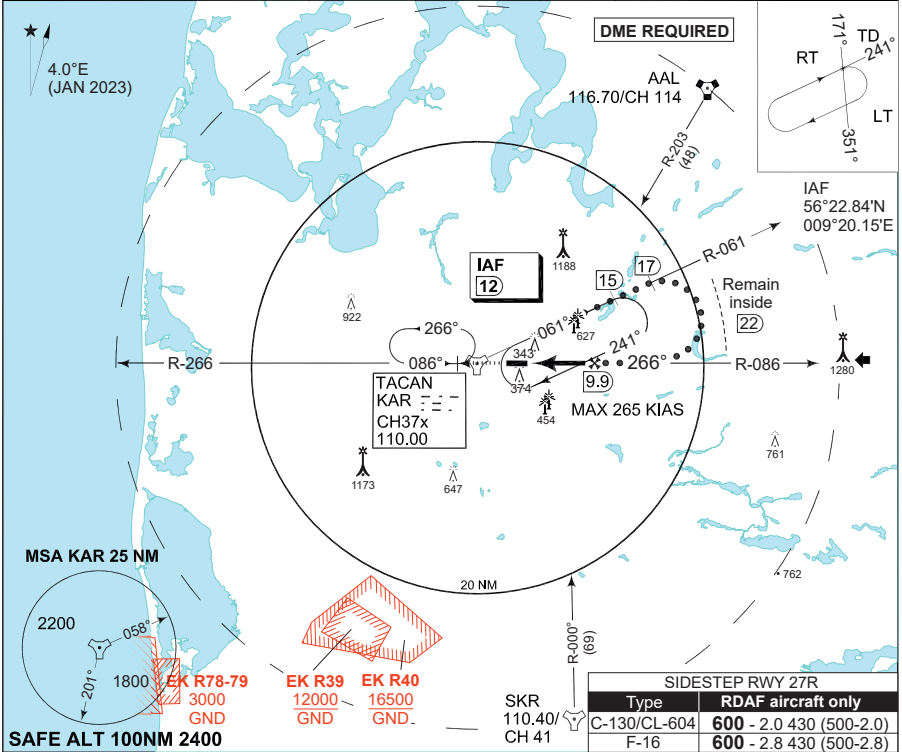 DME REQUIRED
4.0°E
(JAN 2023)
AAL
116.70/CH 114
R-203
(48)
171°
TD
241°
RT
LT
351°
IAF
56°22.84'N
009°20.15'E
R-061
IAF
12
1188
15
17
Remain
inside
22
922
266°
061°
627
241°
343
R-266
086°
266°
R-086
1280
374
9.9
TACAN
KAR
CH37x
110.00
454
MAX 265 KIAS
761
1173
647
762
MSA KAR 25 NM
20 NM
2200
058°
201°
1800
EK R78-79
3000
GND
EK R39
12000
GND
EK R40
16500
GND
R-000°
(69)
SKR
110.40/
CH 41
SAFE ALT 100NM 2400
SIDESTEP RWY 27R
Type RDAF aircraft only
C-130/CL-604 600 - 2.0 430 (500-2.0)
F-16 600 - 2.8 430 (500-2.8)